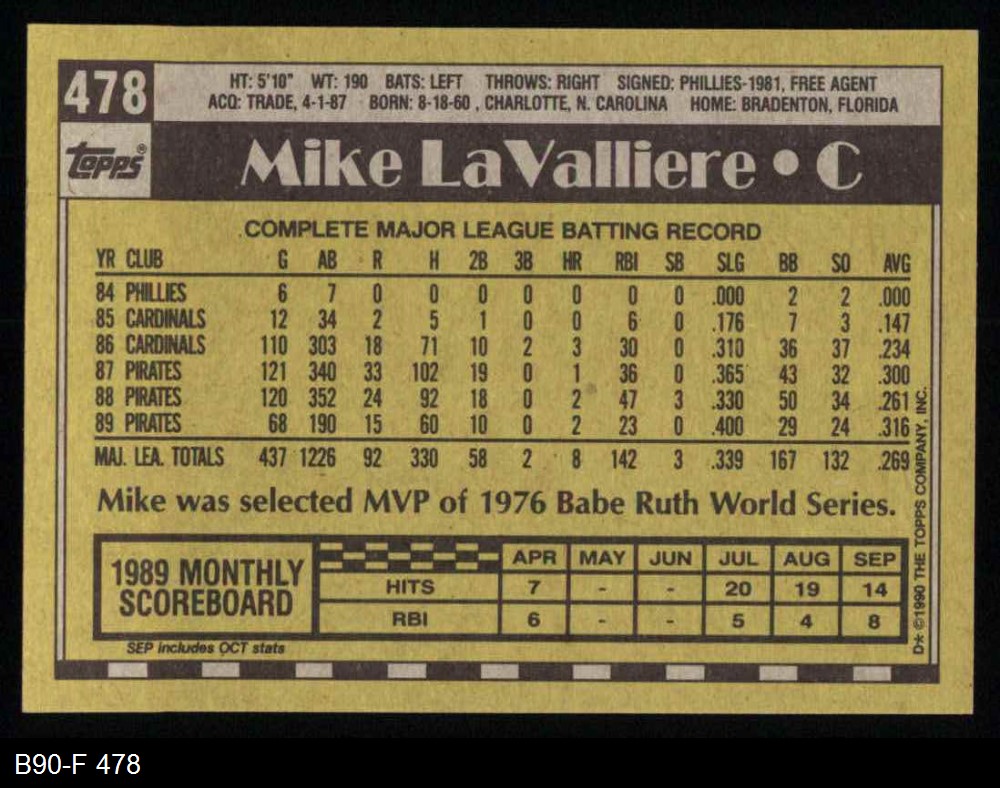 478
HT: 5'10" WT: 190 BATS: LEFT THROWS: RIGHT SIGNED: PHILLIES-1981, FREE AGENT
ACQ: TRADE, 4-1-87 BORN: 8-18-60 , CHARLOTTE, N. CAROLINA HOME: BRADENTON, FLORIDA
Topps®
Mike LaValliere • C
COMPLETE MAJOR LEAGUE BATTING RECORD
YR CLUB G AB R H 2B 3B HR RBI SB SLG BB SO AVG
84 PHILLIES 6 7 0 0 0 0 0 0 0 .000 2 2 .000
85 CARDINALS 12 34 2 5 1 0 0 6 0 .176 7 3 .147
86 CARDINALS 110 303 18 71 10 2 3 30 0 .310 36 37 .234
87 PIRATES 121 340 33 102 19 0 1 36 0 .365 43 32 .300
88 PIRATES 120 352 24 92 18 0 2 47 3 .330 50 34 .261
89 PIRATES 68 190 15 60 10 0 2 23 0 .400 29 24 .316
MAJ. LEA. TOTALS 437 1226 92 330 58 2 8 142 3 .339 167 132 .269
Mike was selected MVP of 1976 Babe Ruth World Series.
1989 MONTHLY
SCOREBOARD
APR MAY JUN JUL AUG SEP
HITS 7 - - 20 19 14
RBI 6 - - 5 4 8
SEP includes OCT stats
D* ©1990 THE TOPPS COMPANY, INC.
B90-F 478